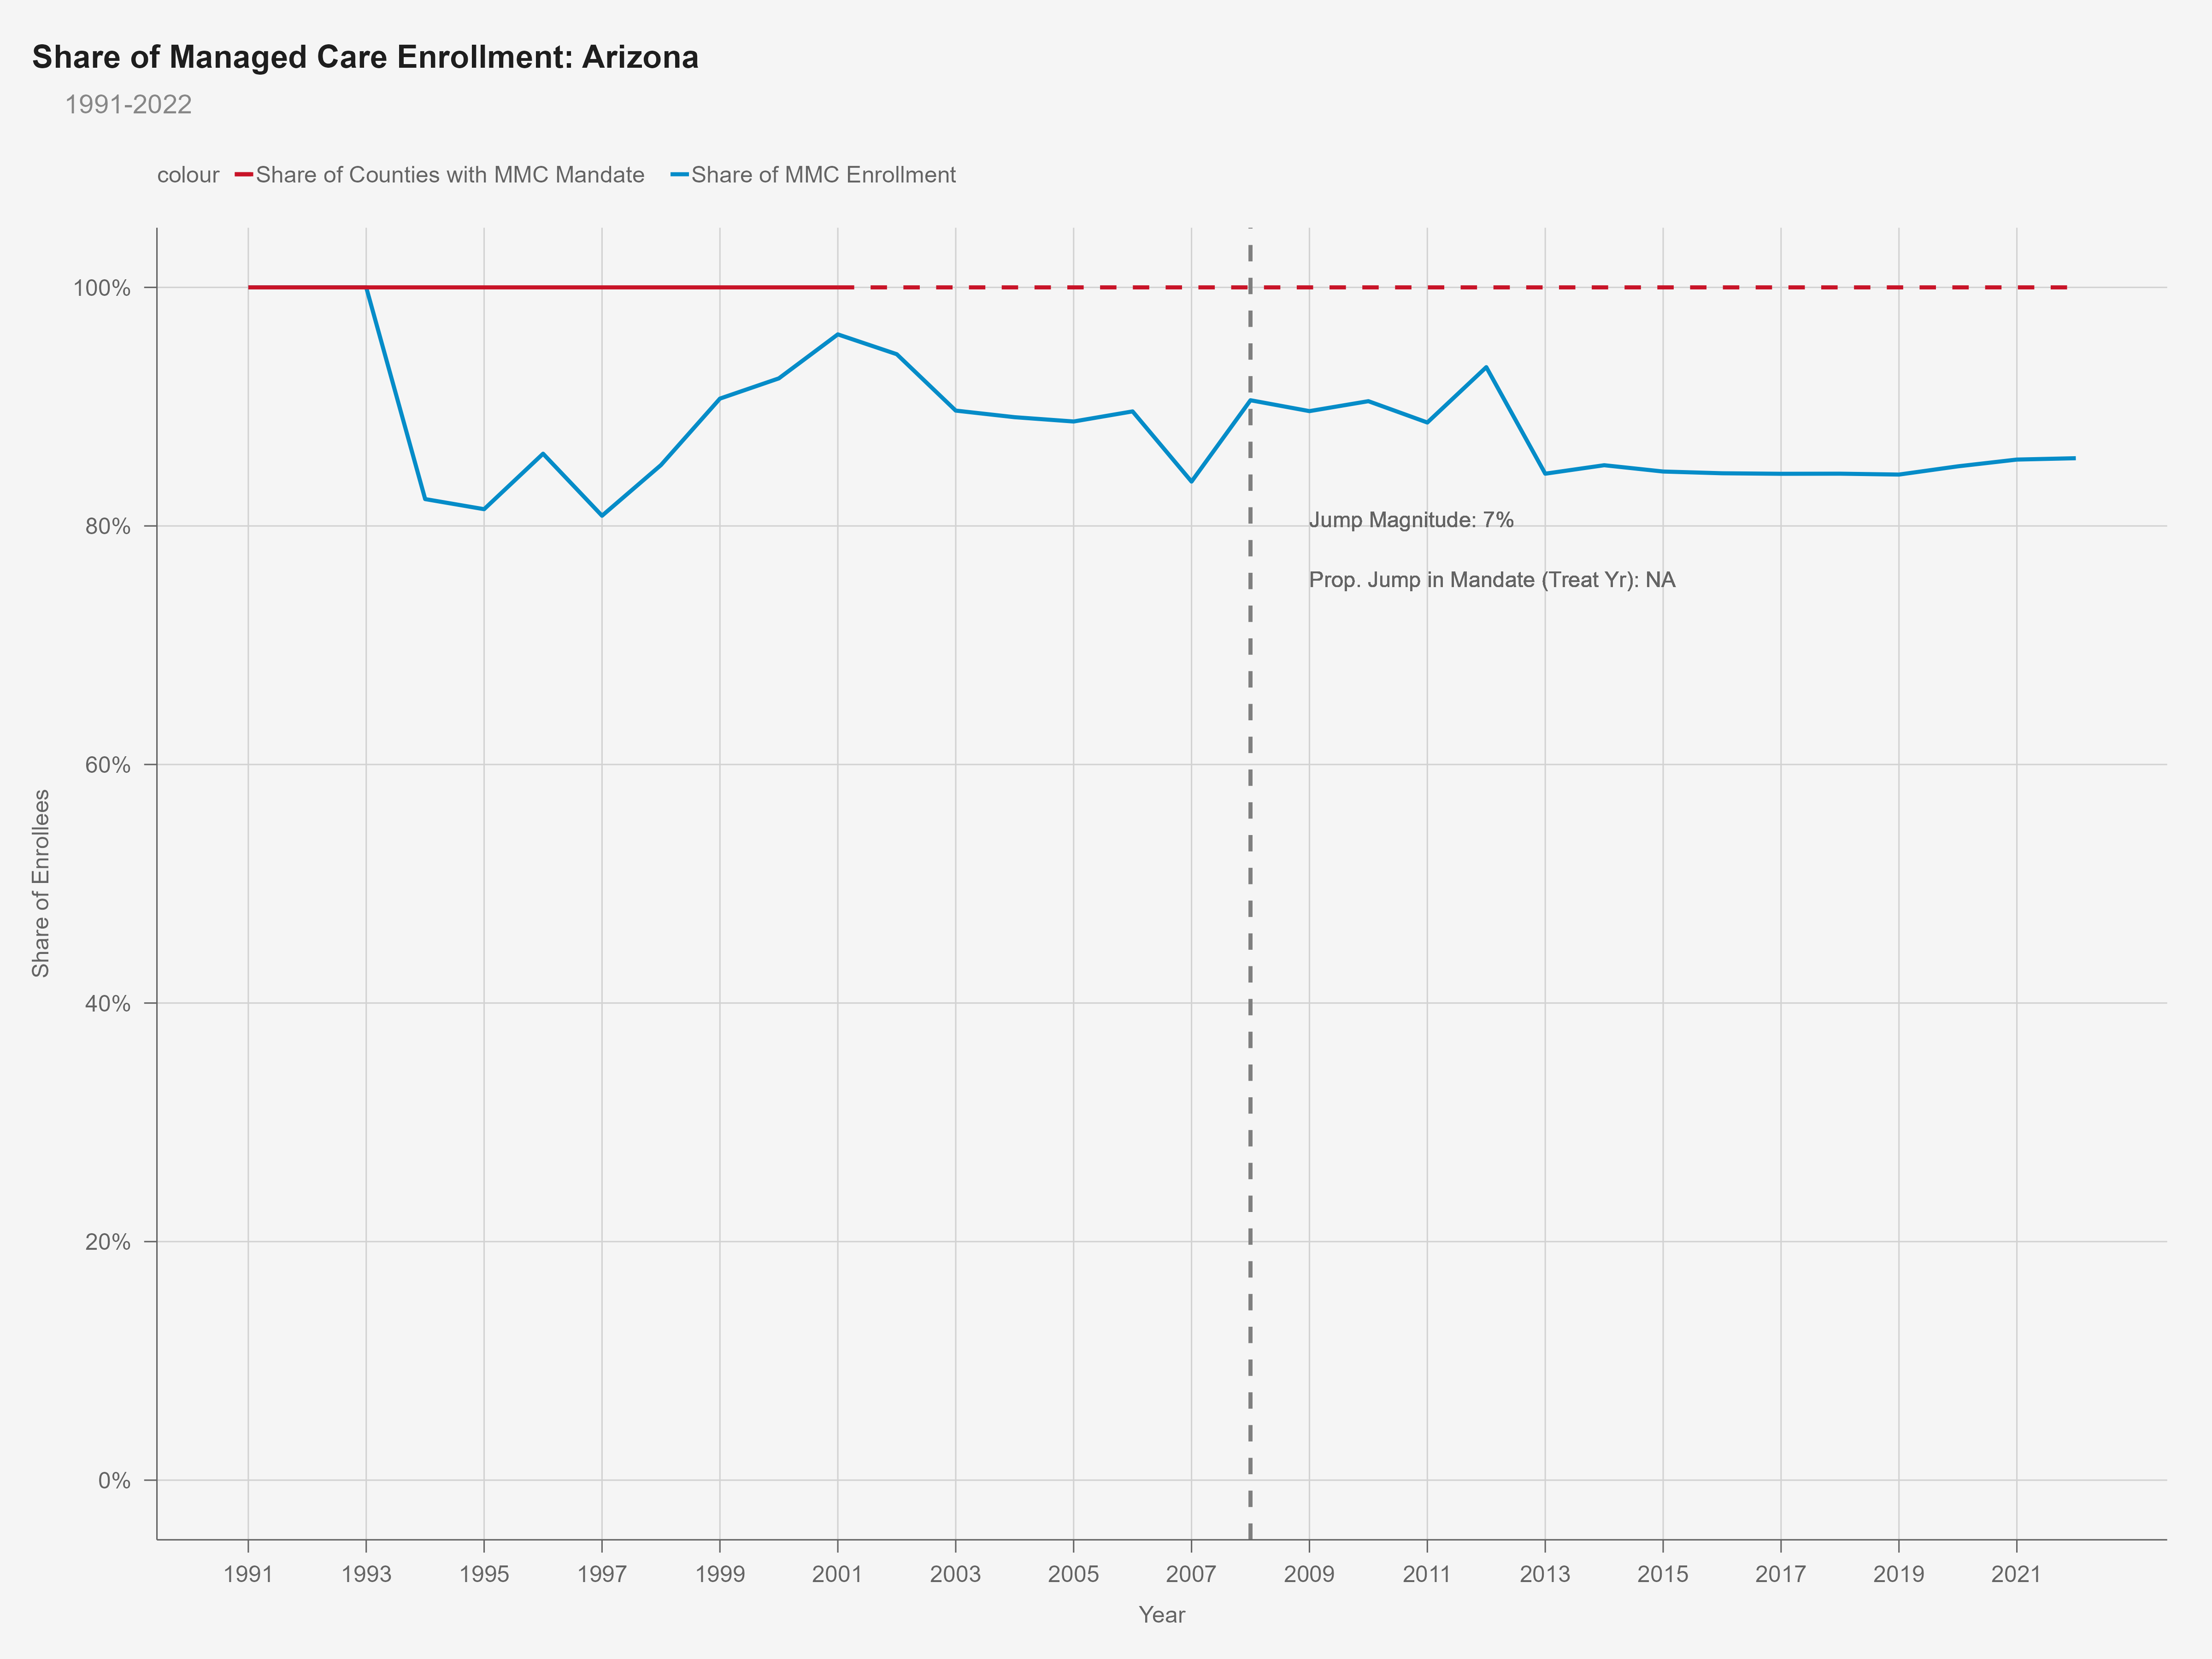 Share of Managed Care Enrollment: Arizona
1991-2022
colour Share of Counties with MMC Mandate Share of MMC Enrollment
100%
80%
60%
40%
20%
0%
Share of Enrollees
Jump Magnitude: 7%
Prop. Jump in Mandate (Treat Yr): NA
1991 1993 1995 1997 1999 2001 2003 2005 2007 2009 2011 2013 2015 2017 2019 2021
Year